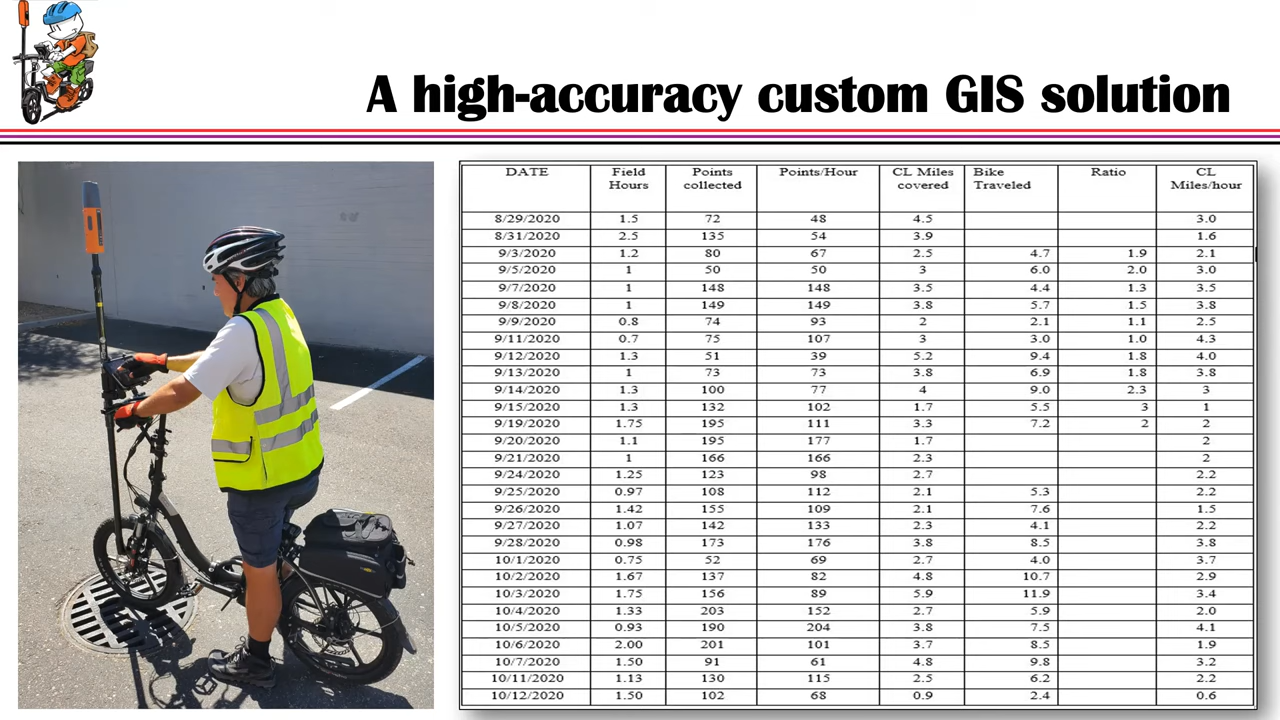 A high-accuracy custom GIS solution
DATE Field Hours Points collected Points/Hour CL Miles covered Bike Traveled Ratio CL Miles/hour
8/29/2020 1.5 72 48 4.5 3.0
8/31/2020 2.5 135 54 3.9 1.6
9/3/2020 1.2 80 67 2.5 4.7 1.9 2.1
9/5/2020 1 50 50 3 6.0 2.0 3.0
9/7/2020 1 148 148 3.5 4.4 1.3 3.5
9/8/2020 1 149 149 3.8 5.7 1.5 3.8
9/9/2020 0.8 74 93 2 2.1 1.1 2.5
9/11/2020 0.7 75 107 3 3.0 1.0 4.3
9/12/2020 1.3 51 39 5.2 9.4 1.8 4.0
9/13/2020 1 73 73 3.8 6.9 1.8 3.8
9/14/2020 1.3 100 77 4 9.0 2.3 3
9/15/2020 1.3 132 102 1.7 5.5 3 1
9/19/2020 1.75 195 111 3.3 7.2 2 2
9/20/2020 1.1 195 177 1.7 2
9/21/2020 1 166 166 2.3 2
9/24/2020 1.25 123 98 2.7 2.2
9/25/2020 0.97 108 112 2.1 5.3 2.2
9/26/2020 1.42 155 109 2.1 7.6 1.5
9/27/2020 1.07 142 133 2.3 4.1 2.2
9/28/2020 0.98 173 176 3.8 8.5 3.8
10/1/2020 0.75 52 69 2.7 4.0 3.7
10/2/2020 1.67 137 82 4.8 10.7 2.9
10/3/2020 1.75 156 89 5.9 11.9 3.4
10/4/2020 1.33 203 152 2.7 5.9 2.0
10/5/2020 0.93 190 204 3.8 7.5 4.1
10/6/2020 2.00 201 101 3.7 8.5 1.9
10/7/2020 1.50 91 61 4.8 9.8 3.2
10/11/2020 1.13 130 115 2.5 6.2 2.2
10/12/2020 1.50 102 68 0.9 2.4 0.6